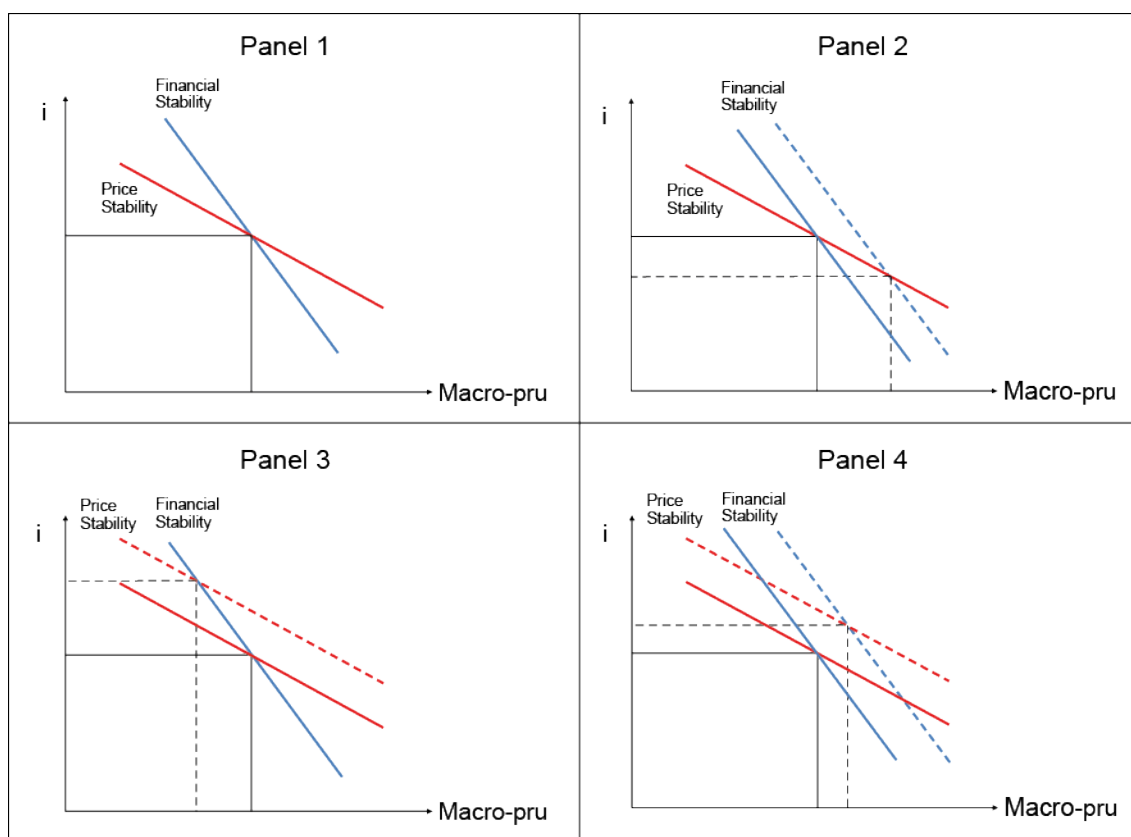 Panel 1
Financial
Stability
i
Price
Stability
Macro-pru
Panel 2
Financial
Stability
i
Price
Stability
Macro-pru
Panel 3
Price
Stability
Financial
Stability
i
Macro-pru
Panel 4
Price
Stability
Financial
Stability
i
Macro-pru